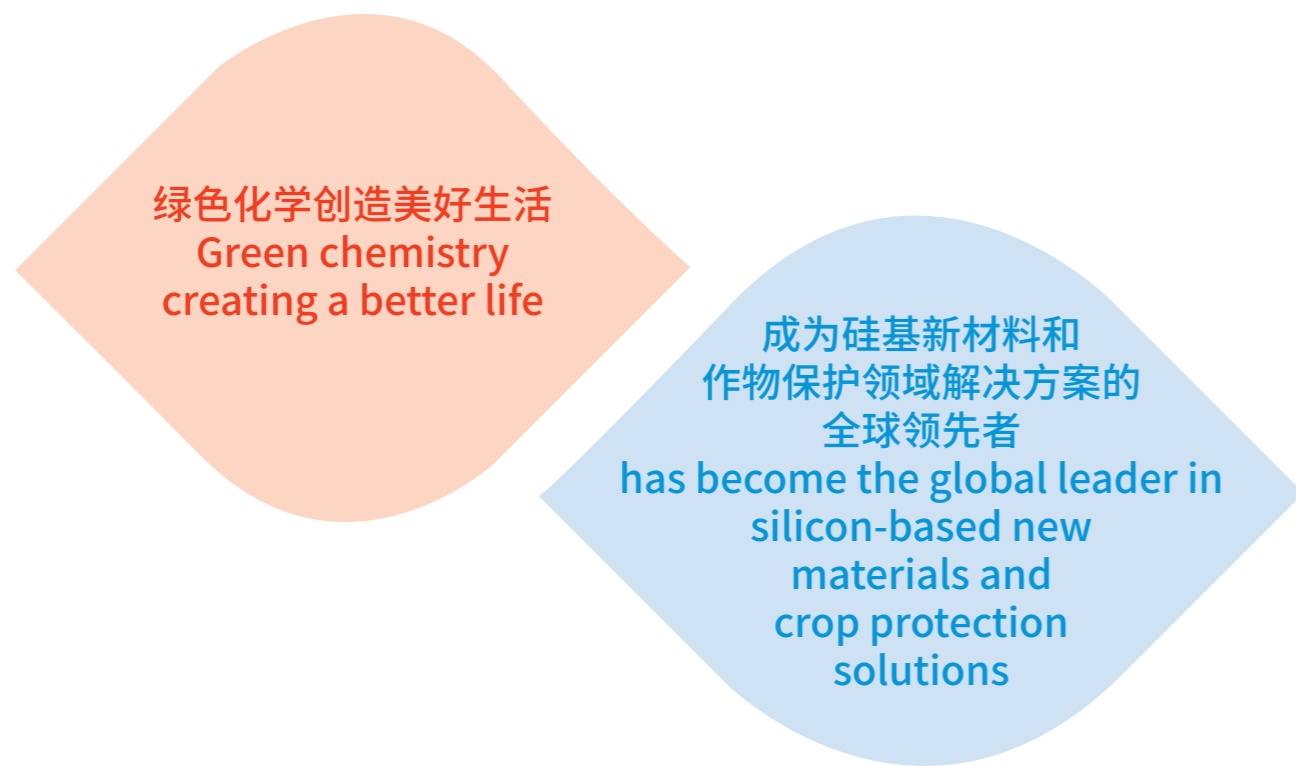 绿色化学创造美好生活
Green chemistry
creating a better life
成为硅基新材料和
作物保护领域解决方案的
全球领先者
has become the global leader in
silicon-based new
materials and
crop protection
solutions